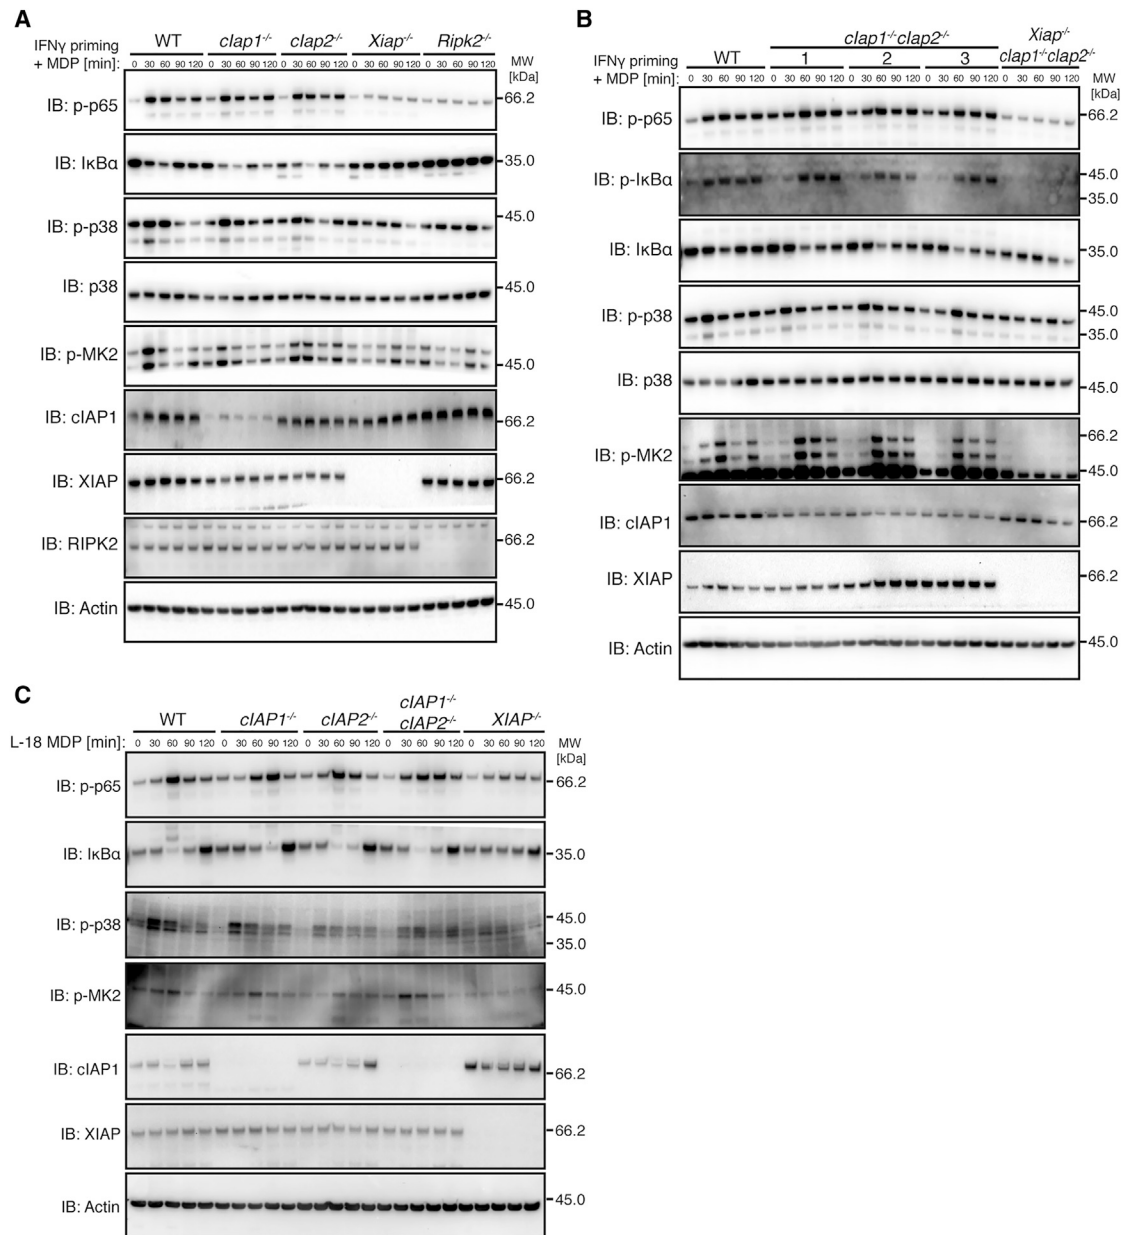 A
IFNγ priming
+ MDP [min]:
WT cIap1-/- cIap2-/- Xiap-/- Ripk2-/-
0 30 60 90 120 0 30 60 90 120 0 30 60 90 120 0 30 60 90 120 0 30 60 90 120
MW
[kDa]
IB: p-p65 66.2
IB: IκBα 35.0
IB: p-p38 45.0
IB: p38 45.0
IB: p-MK2 45.0
IB: cIAP1 66.2
IB: XIAP 66.2
IB: RIPK2 66.2
IB: Actin 45.0
B
cIap1-/-cIap2-/- Xiap-/-
IFNγ priming WT 1 2 3 cIap1-/-cIap2-/-
+ MDP [min]: 0 30 60 90 120 0 30 60 90 120 0 30 60 90 120 0 30 60 90 120 0 30 60 90 120
MW
[kDa]
IB: p-p65 66.2
IB: p-IκBα 45.0
35.0
IB: IκBα 35.0
IB: p-p38 45.0
35.0
IB: p38 45.0
IB: p-MK2 66.2
45.0
IB: cIAP1 66.2
IB: XIAP 66.2
IB: Actin 45.0
C
WT cIAP1-/- cIAP2-/- cIAP1-/- XIAP-/-
cIAP2-/-
L-18 MDP [min]: 0 30 60 90 120 0 30 60 90 120 0 30 60 90 120 0 30 60 90 120 0 30 60 90 120
MW
[kDa]
IB: p-p65 66.2
IB: IκBα 35.0
IB: p-p38 45.0
35.0
IB: p-MK2 45.0
IB: cIAP1 66.2
IB: XIAP 66.2
IB: Actin 45.0